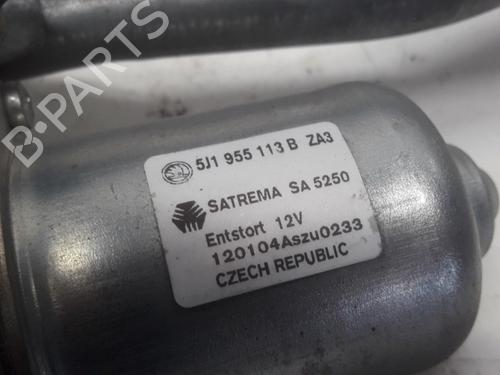 B-PARTS
5J1 955 113 B ZA3
SATREMA SA 5250
Entstort 12V
120104Aszu0233
CZECH REPUBLIC